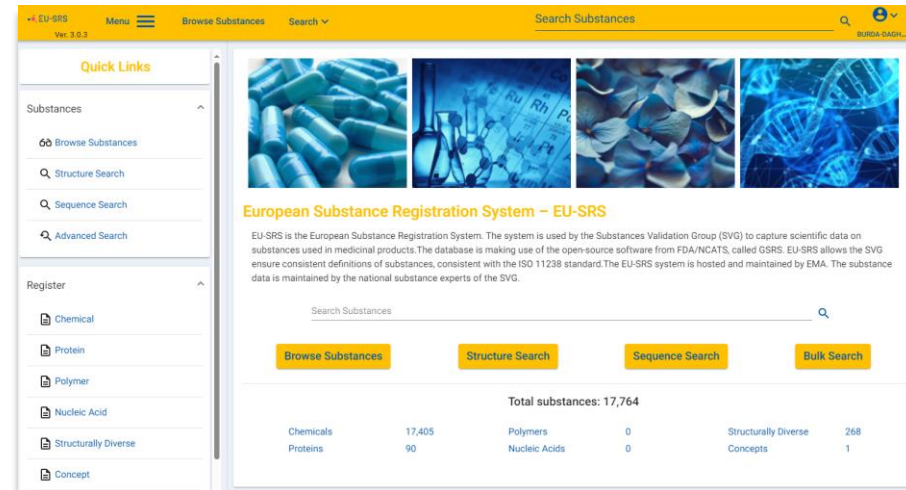 EU-SRS
Ver. 3.0.3
Menu
Browse Substances
Search
Search Substances
BURDA-DAGH...
Quick Links
Substances
Browse Substances
Structure Search
Sequence Search
Advanced Search
Register
Chemical
Protein
Polymer
Nucleic Acid
Structurally Diverse
Concept
Ru Rh
European Substance Registration System – EU-SRS
EU-SRS is the European Substance Registration System. The system is used by the Substances Validation Group (SVG) to capture scientific data on
substances used in medicinal products.The database is making use of the open-source software from FDA/NCATS, called GSRS. EU-SRS allows the SVG
ensure consistent definitions of substances, consistent with the ISO 11238 standard.The EU-SRS system is hosted and maintained by EMA. The substance
data is maintained by the national substance experts of the SVG.
Search Substances
Browse Substances Structure Search Sequence Search Bulk Search
Total substances: 17,764
Chemicals 17,405 Polymers 0 Structurally Diverse 268
Proteins 90 Nucleic Acids 0 Concepts 1